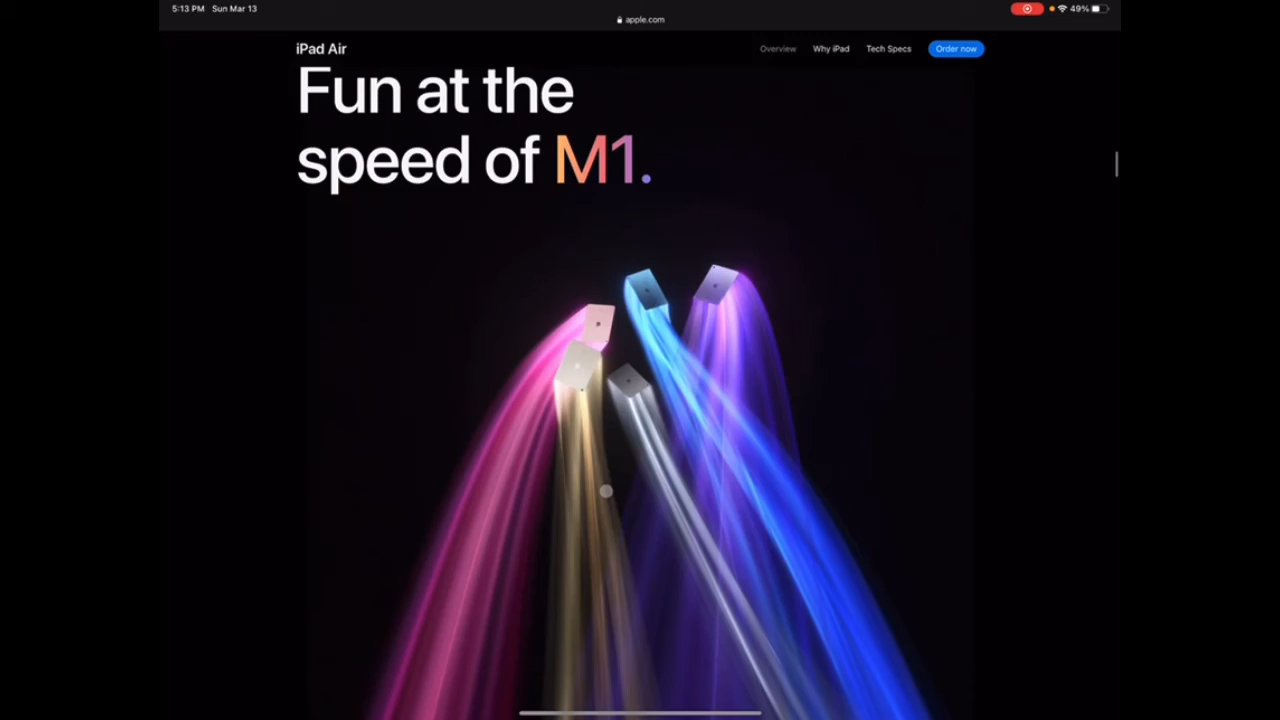 5:13 PM Sun Mar 13
49%
apple.com
iPad Air
Overview
Why iPad
Tech Specs
Order now
Fun at the
speed of M1.